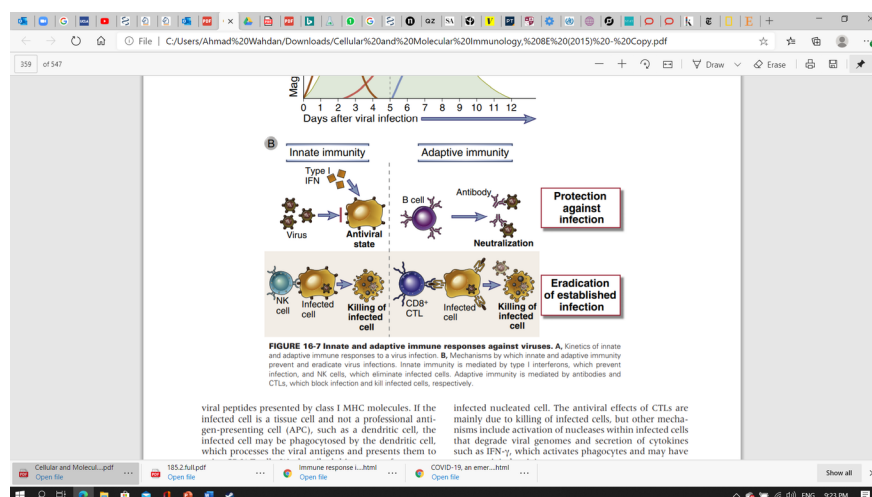 File | C:/Users/Ahmad%20Wahdan/Downloads/Cellular%20and%20Molecular%20Immunology,%208E%20(2015)%20-%20Copy.pdf
359 of 547
Draw
Erase
Mag
0 1 2 3 4 5 6 7 8 9 10 11 12
Days after viral infection
B
Innate immunity
Adaptive immunity
Type I
IFN
Virus
Antiviral
state
B cell
Antibody
Neutralization
Protection
against
infection
NK
cell
Infected
cell
Killing of
infected
cell
CD8+
CTL
Infected
cell
Killing of
infected
cell
Eradication
of established
infection
FIGURE 16-7 Innate and adaptive immune responses against viruses. A, Kinetics of innate
and adaptive immune responses to a virus infection. B, Mechanisms by which innate and adaptive immunity
prevent and eradicate virus infections. Innate immunity is mediated by type I interferons, which prevent
infection, and NK cells, which eliminate infected cells. Adaptive immunity is mediated by antibodies and
CTLs, which block infection and kill infected cells, respectively.
viral peptides presented by class I MHC molecules. If the
infected cell is a tissue cell and not a professional anti-
gen-presenting cell (APC), such as a dendritic cell, the
infected cell may be phagocytosed by the dendritic cell,
which processes the viral antigens and presents them to
infected nucleated cell. The antiviral effects of CTLs are
mainly due to killing of infected cells, but other mecha-
nisms include activation of nucleases within infected cells
that degrade viral genomes and secretion of cytokines
such as IFN-γ, which activates phagocytes and may have
Cellular and Molecul....pdf
Open file
185.2.full.pdf
Open file
Immune response i....html
Open file
COVID-19, an emer....html
Open file
Show all
ENG
9:23 PM